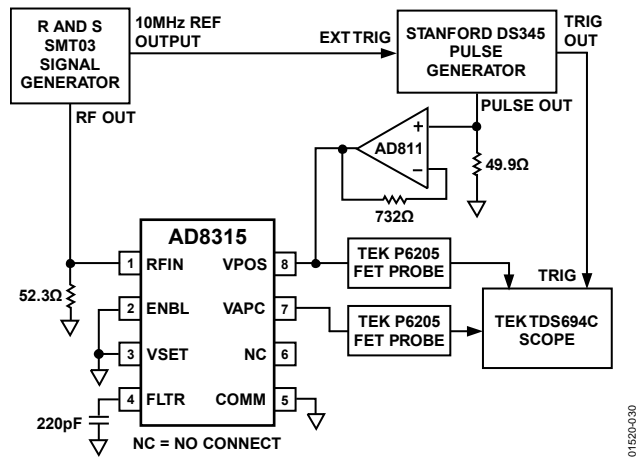 R AND S
SMT03
SIGNAL
GENERATOR
10MHz REF
OUTPUT
EXT TRIG
STANFORD DS345
PULSE
GENERATOR
TRIG
OUT
RF OUT
PULSE OUT
+
AD811
−
49.9Ω
732Ω
AD8315
1 RFIN VPOS 8
52.3Ω
2 ENBL VAPC 7
3 VSET NC 6
4 FLTR COMM 5
220pF
NC = NO CONNECT
TEK P6205
FET PROBE
TRIG
TEK P6205
FET PROBE
TEK TDS694C
SCOPE
01520-030